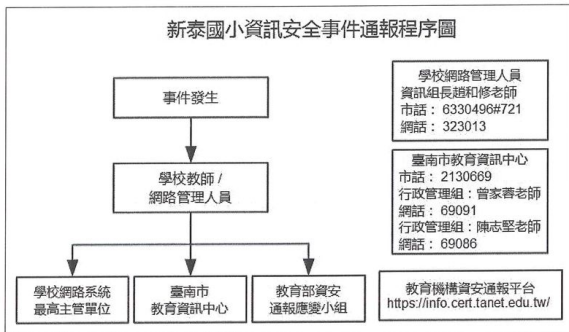 新泰國小資訊安全事件通報程序圖
事件發生
學校教師 /
網路管理人員
學校網路系統
最高主管單位
臺南市
教育資訊中心
教育部資安
通報應變小組
學校網路管理人員
資訊組長趙和修老師
市話： 6330496#721
網話： 323013
臺南市教育資訊中心
市話： 2130669
行政管理組：曾家蓉老師
網話： 69091
行政管理組：陳志堅老師
網話： 69086
教育機構資安通報平台
https://info.cert.tanet.edu.tw/